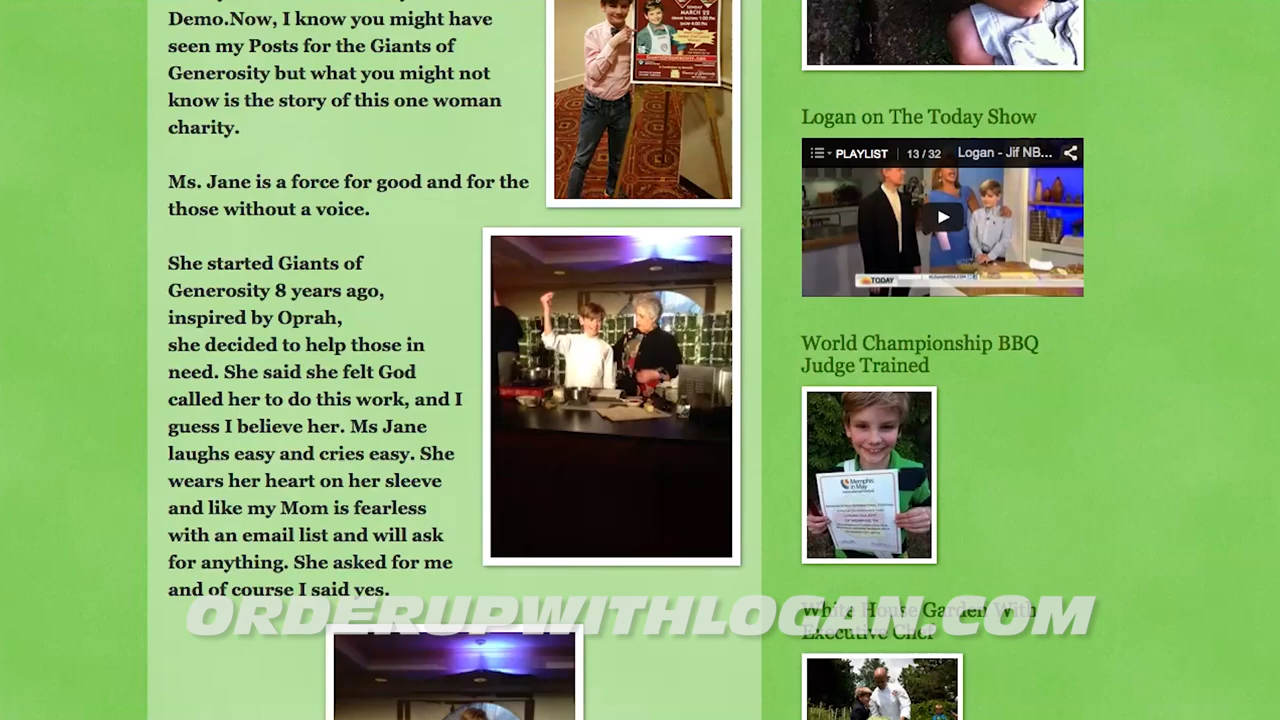 Demo.Now, I know you might have
seen my Posts for the Giants of
Generosity but what you might not
know is the story of this one woman
charity.
Ms. Jane is a force for good and for the
those without a voice.
She started Giants of
Generosity 8 years ago,
inspired by Oprah,
she decided to help those in
need. She said she felt God
called her to do this work, and I
guess I believe her. Ms Jane
laughs easy and cries easy. She
wears her heart on her sleeve
and like my Mom is fearless
with an email list and will ask
for anything. She asked for me
and of course I said yes.
MARCH 22
Logan on The Today Show
PLAYLIST 13 / 32 Logan - Jif NB...
TODAY
World Championship BBQ
Judge Trained
Memphis
in May
White House Garden With
Executive Chef
ORDERUPWITHLOGAN.COM